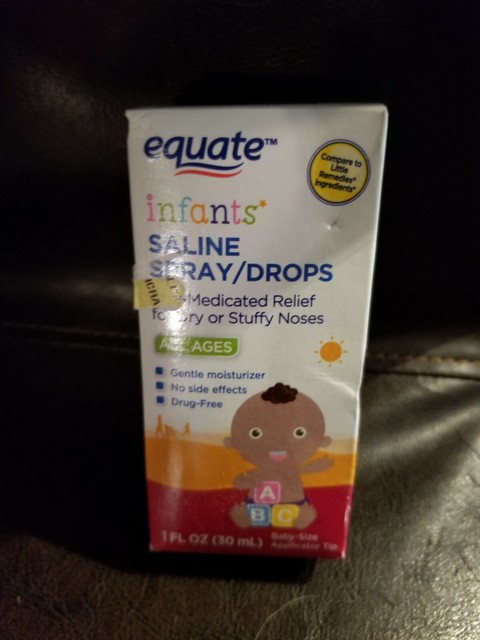 equate™
Compare to
Little
Remedies*
Ingredients*
infants*
SALINE
SPRAY/DROPS
-Medicated Relief
for Dry or Stuffy Noses
ALL AGES
Gentle moisturizer
No side effects
Drug-Free
A
B C
1 FL OZ (30 mL)
Baby-Size
Applicator Tip